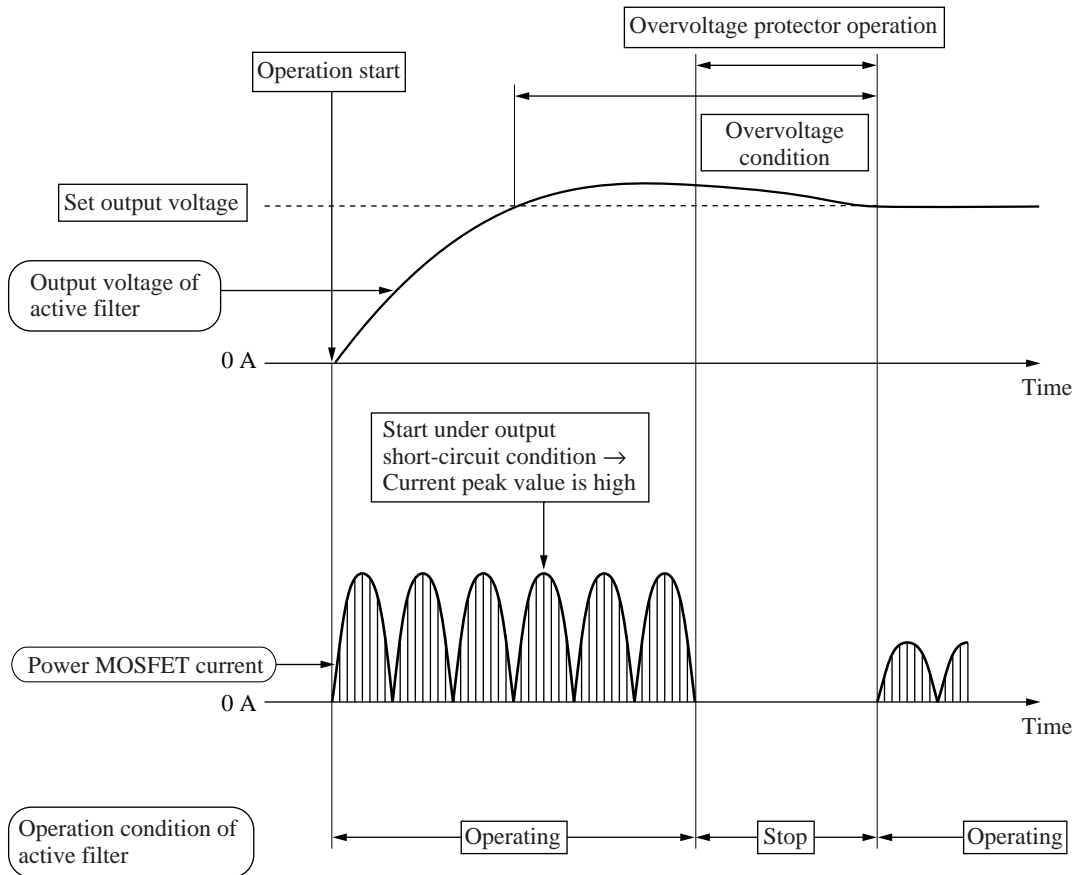 Overvoltage protector operation
Operation start
Overvoltage
condition
Set output voltage
Output voltage of
active filter
0 A
Time
Start under output
short-circuit condition →
Current peak value is high
Power MOSFET current
0 A
Time
Operation condition of
active filter
Operating
Stop
Operating